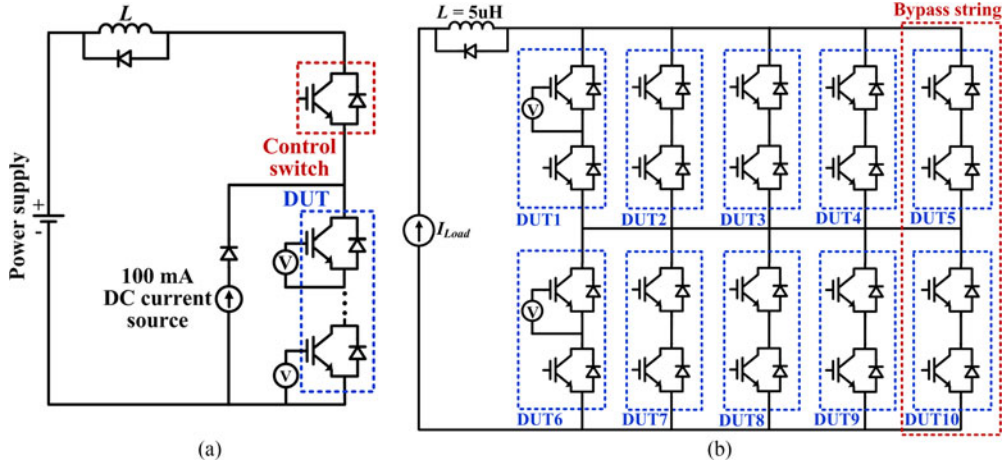 L
Control
switch
DUT
Power supply
+
-
V
100 mA
DC current
source
V
(a)
L = 5uH
Bypass string
V
DUT1
DUT2
DUT3
DUT4
DUT5
I_Load
V
DUT6
DUT7
DUT8
DUT9
DUT10
(b)